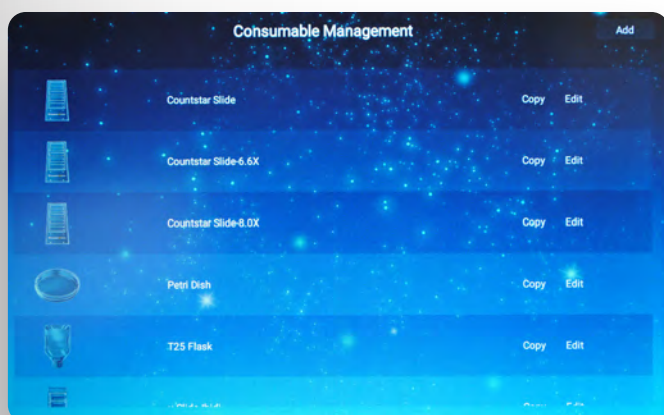 Consumable Management
Add
Countstar Slide
Copy Edit
Countstar Slide-6.6X
Copy Edit
Countstar Slide-8.0X
Copy Edit
Petri Dish
Copy Edit
T25 Flask
Copy Edit